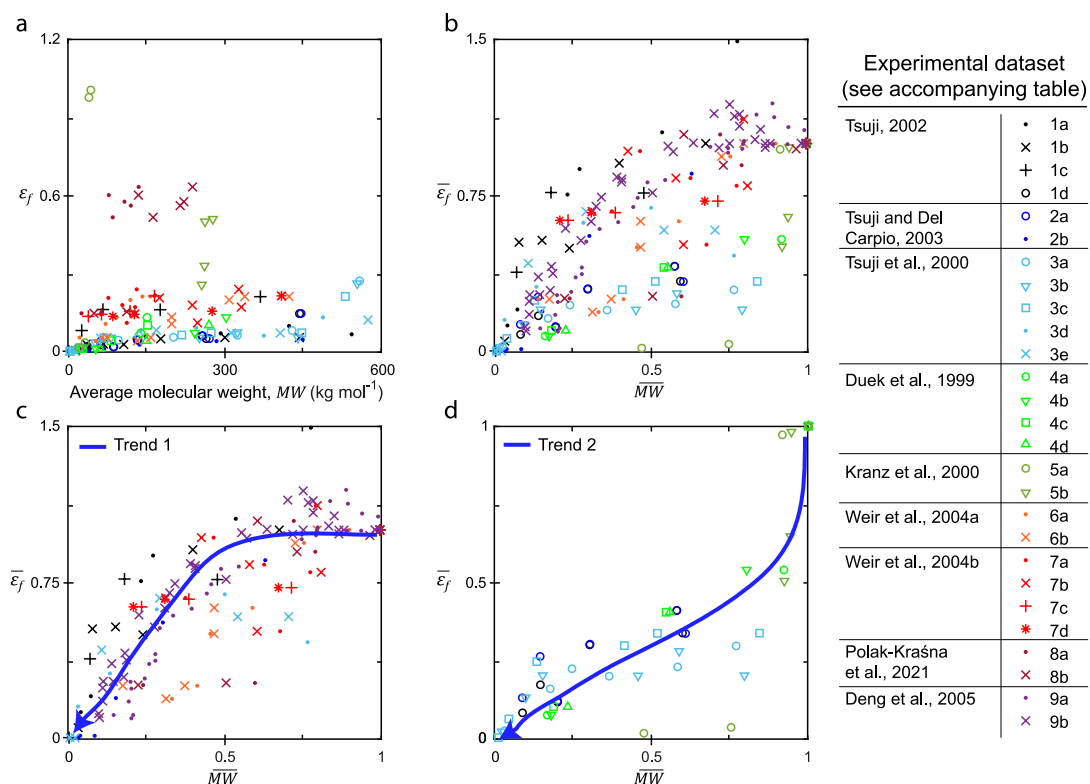 a
1.2
0.6
0
εf
0
150
300
450
600
Average molecular weight, MW (kg mol⁻¹)
b
1.5
0.75
0
ε̅f
0
0.5
1
M̅W̅
c
1.5
0.75
0
ε̅f
Trend 1
0
0.5
1
M̅W̅
d
1
0.5
0
ε̅f
Trend 2
0
0.5
1
M̅W̅
Experimental dataset
(see accompanying table)
Tsuji, 2002
1a
1b
1c
1d
Tsuji and Del
Carpio, 2003
2a
2b
Tsuji et al., 2000
3a
3b
3c
3d
3e
Duek et al., 1999
4a
4b
4c
4d
Kranz et al., 2000
5a
5b
Weir et al., 2004a
6a
6b
Weir et al., 2004b
7a
7b
7c
7d
Polak-Kraśna
et al., 2021
8a
8b
Deng et al., 2005
9a
9b